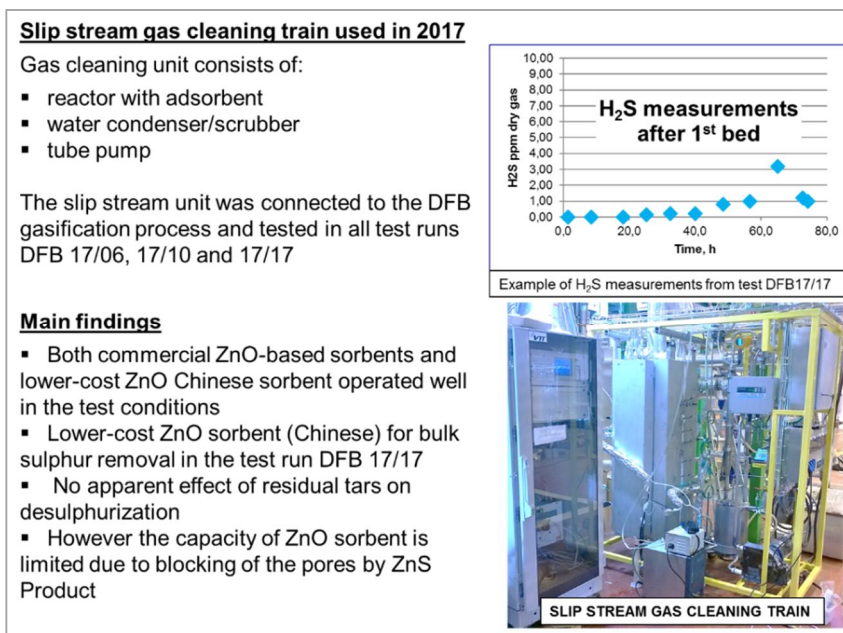 Slip stream gas cleaning train used in 2017
Gas cleaning unit consists of:
▪ reactor with adsorbent
▪ water condenser/scrubber
▪ tube pump
The slip stream unit was connected to the DFB
gasification process and tested in all test runs
DFB 17/06, 17/10 and 17/17
Main findings
▪ Both commercial ZnO-based sorbents and
lower-cost ZnO Chinese sorbent operated well
in the test conditions
▪ Lower-cost ZnO sorbent (Chinese) for bulk
sulphur removal in the test run DFB 17/17
▪ No apparent effect of residual tars on
desulphurization
▪ However the capacity of ZnO sorbent is
limited due to blocking of the pores by ZnS
Product
H2S ppm dry gas
10,00
9,00
8,00
7,00
6,00
5,00
4,00
3,00
2,00
1,00
0,00
H₂S measurements
after 1st bed
0,0 20,0 40,0 60,0 80,0
Time, h
Example of H₂S measurements from test DFB17/17
VTT
SLIP STREAM GAS CLEANING TRAIN